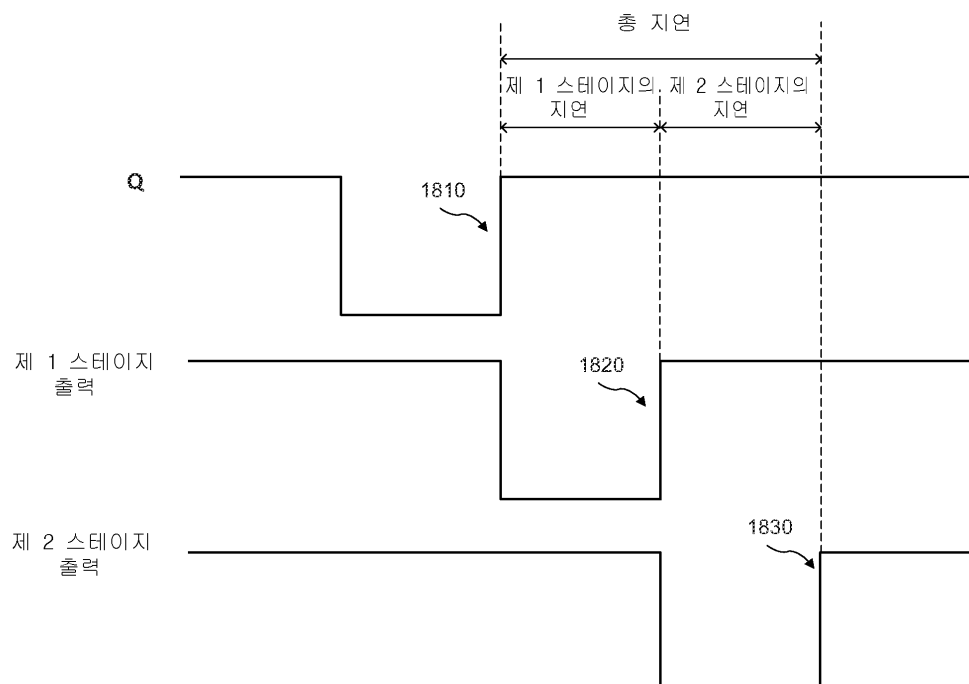 총 지연
제 1 스테이지의 제 2 스테이지의
지연 지연
Q
1810
제 1 스테이지
출력
1820
제 2 스테이지
출력
1830